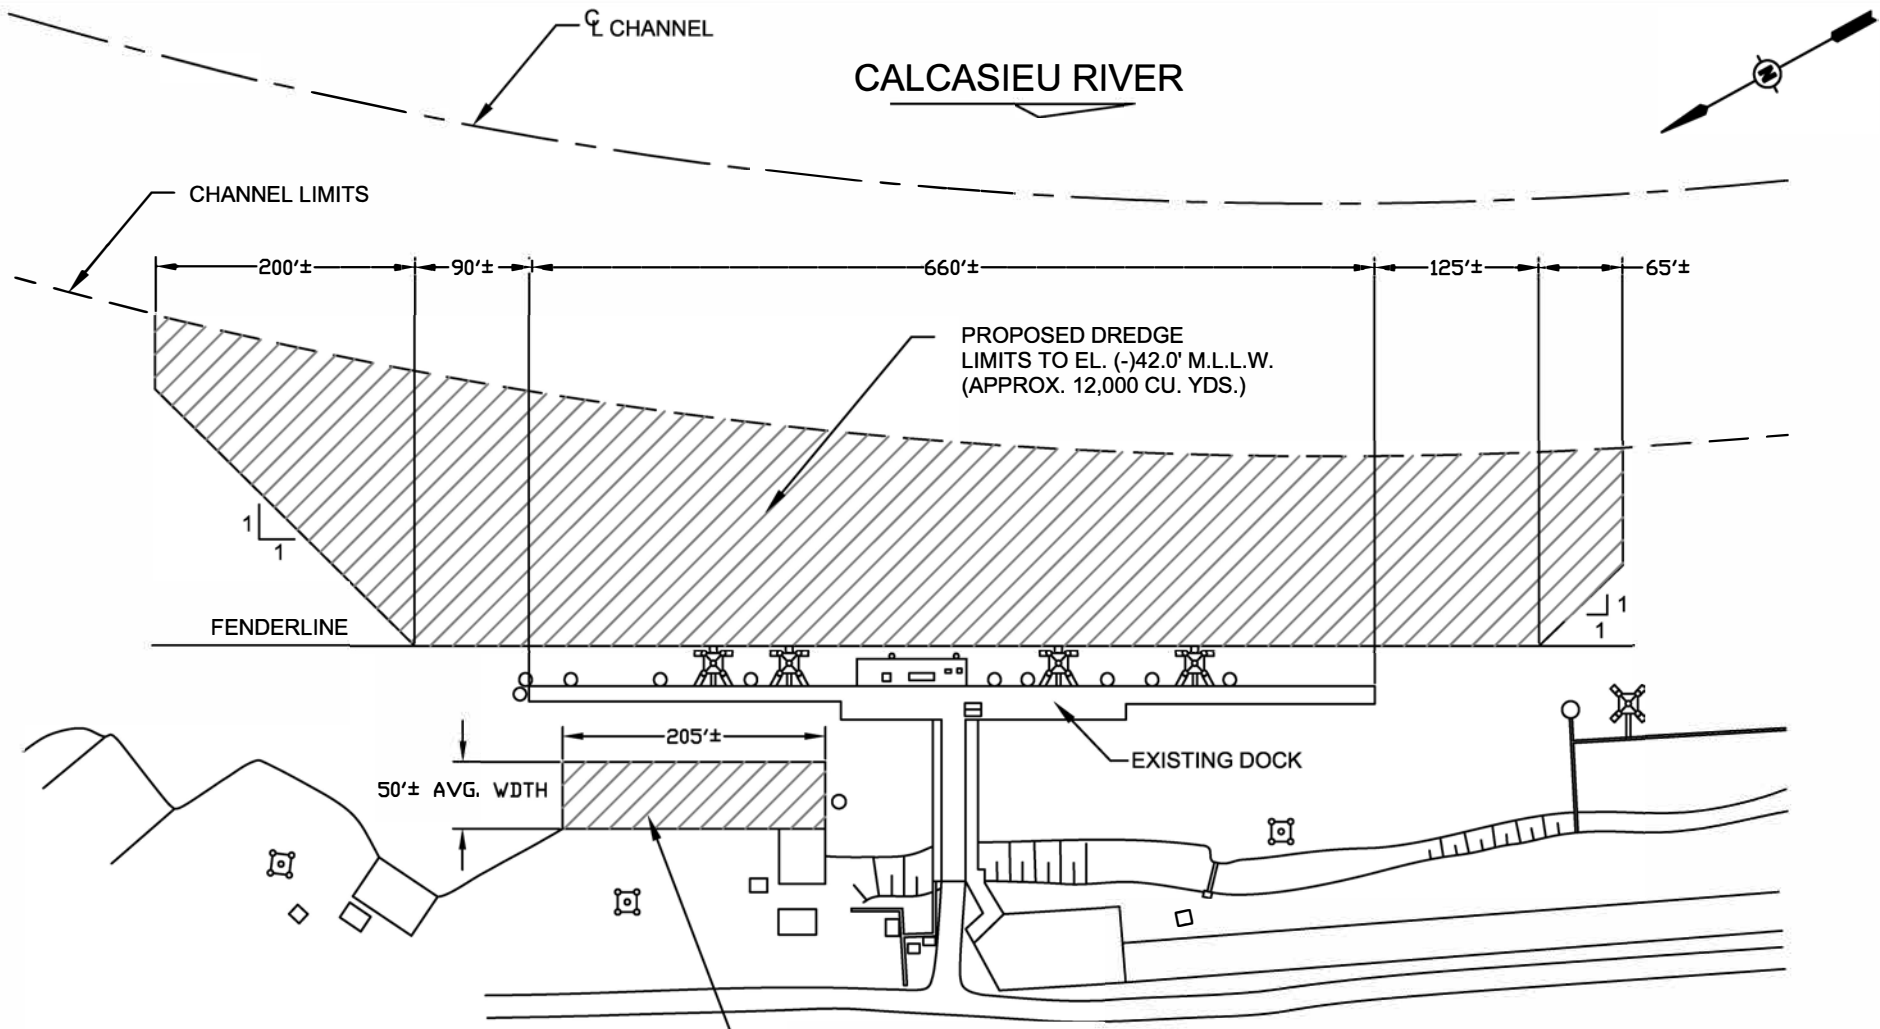 ℄ CHANNEL
CALCASIEU RIVER
N
CHANNEL LIMITS
200'±
90'±
660'±
125'±
65'±
PROPOSED DREDGE
LIMITS TO EL. (-)42.0' M.L.L.W.
(APPROX. 12,000 CU. YDS.)
1
1
FENDERLINE
1
1
205'±
50'± AVG. WDTH
EXISTING DOCK